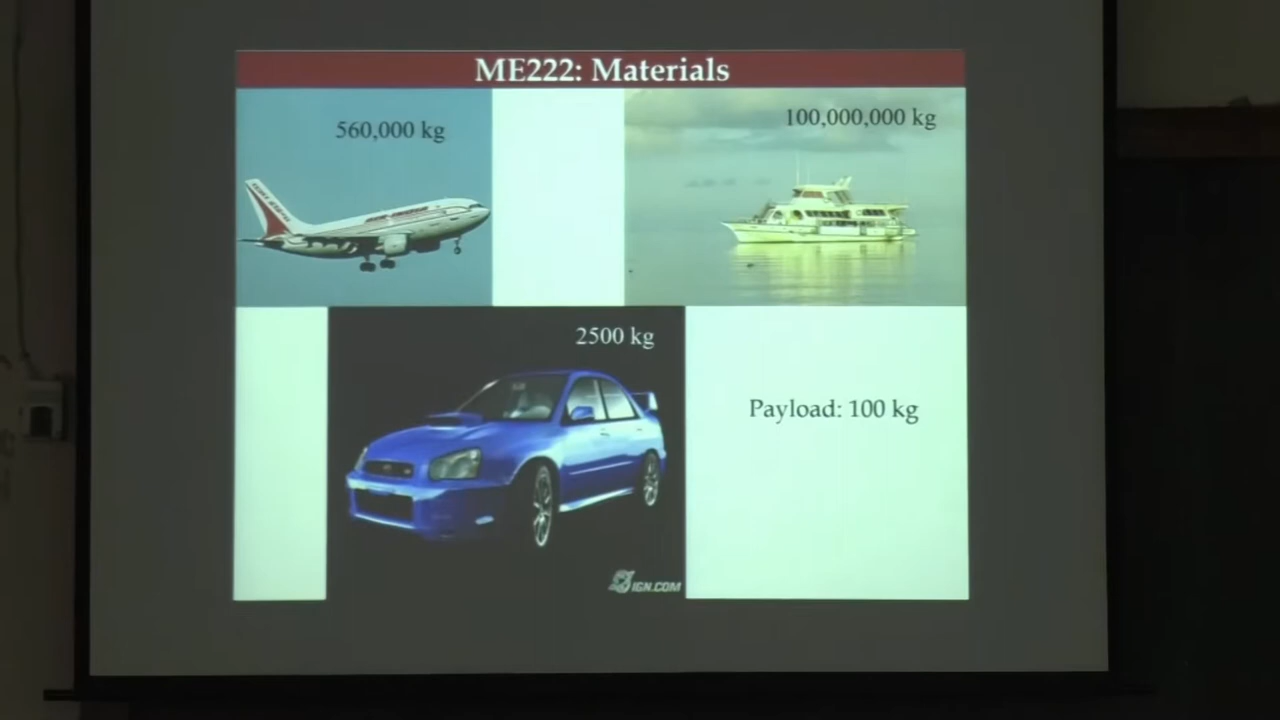 ME222: Materials
560,000 kg
100,000,000 kg
2500 kg
Payload: 100 kg
IGN.COM